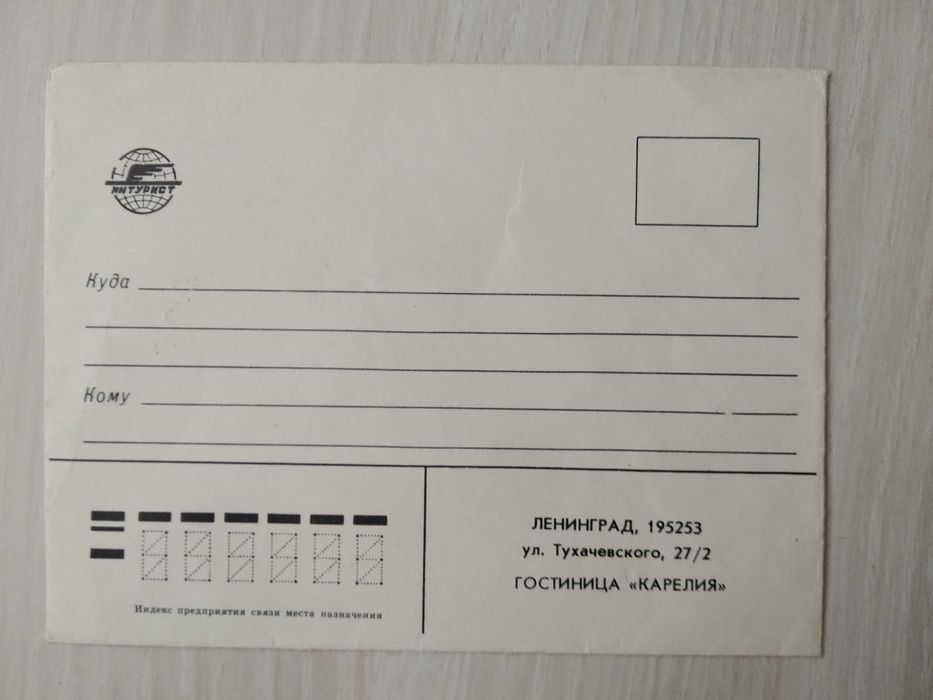 ИНТУРИСТ
Куда
Кому
ЛЕНИНГРАД, 195253
ул. Тухачевского, 27/2
ГОСТИНИЦА «КАРЕЛИЯ»
Индекс предприятия связи места назначения